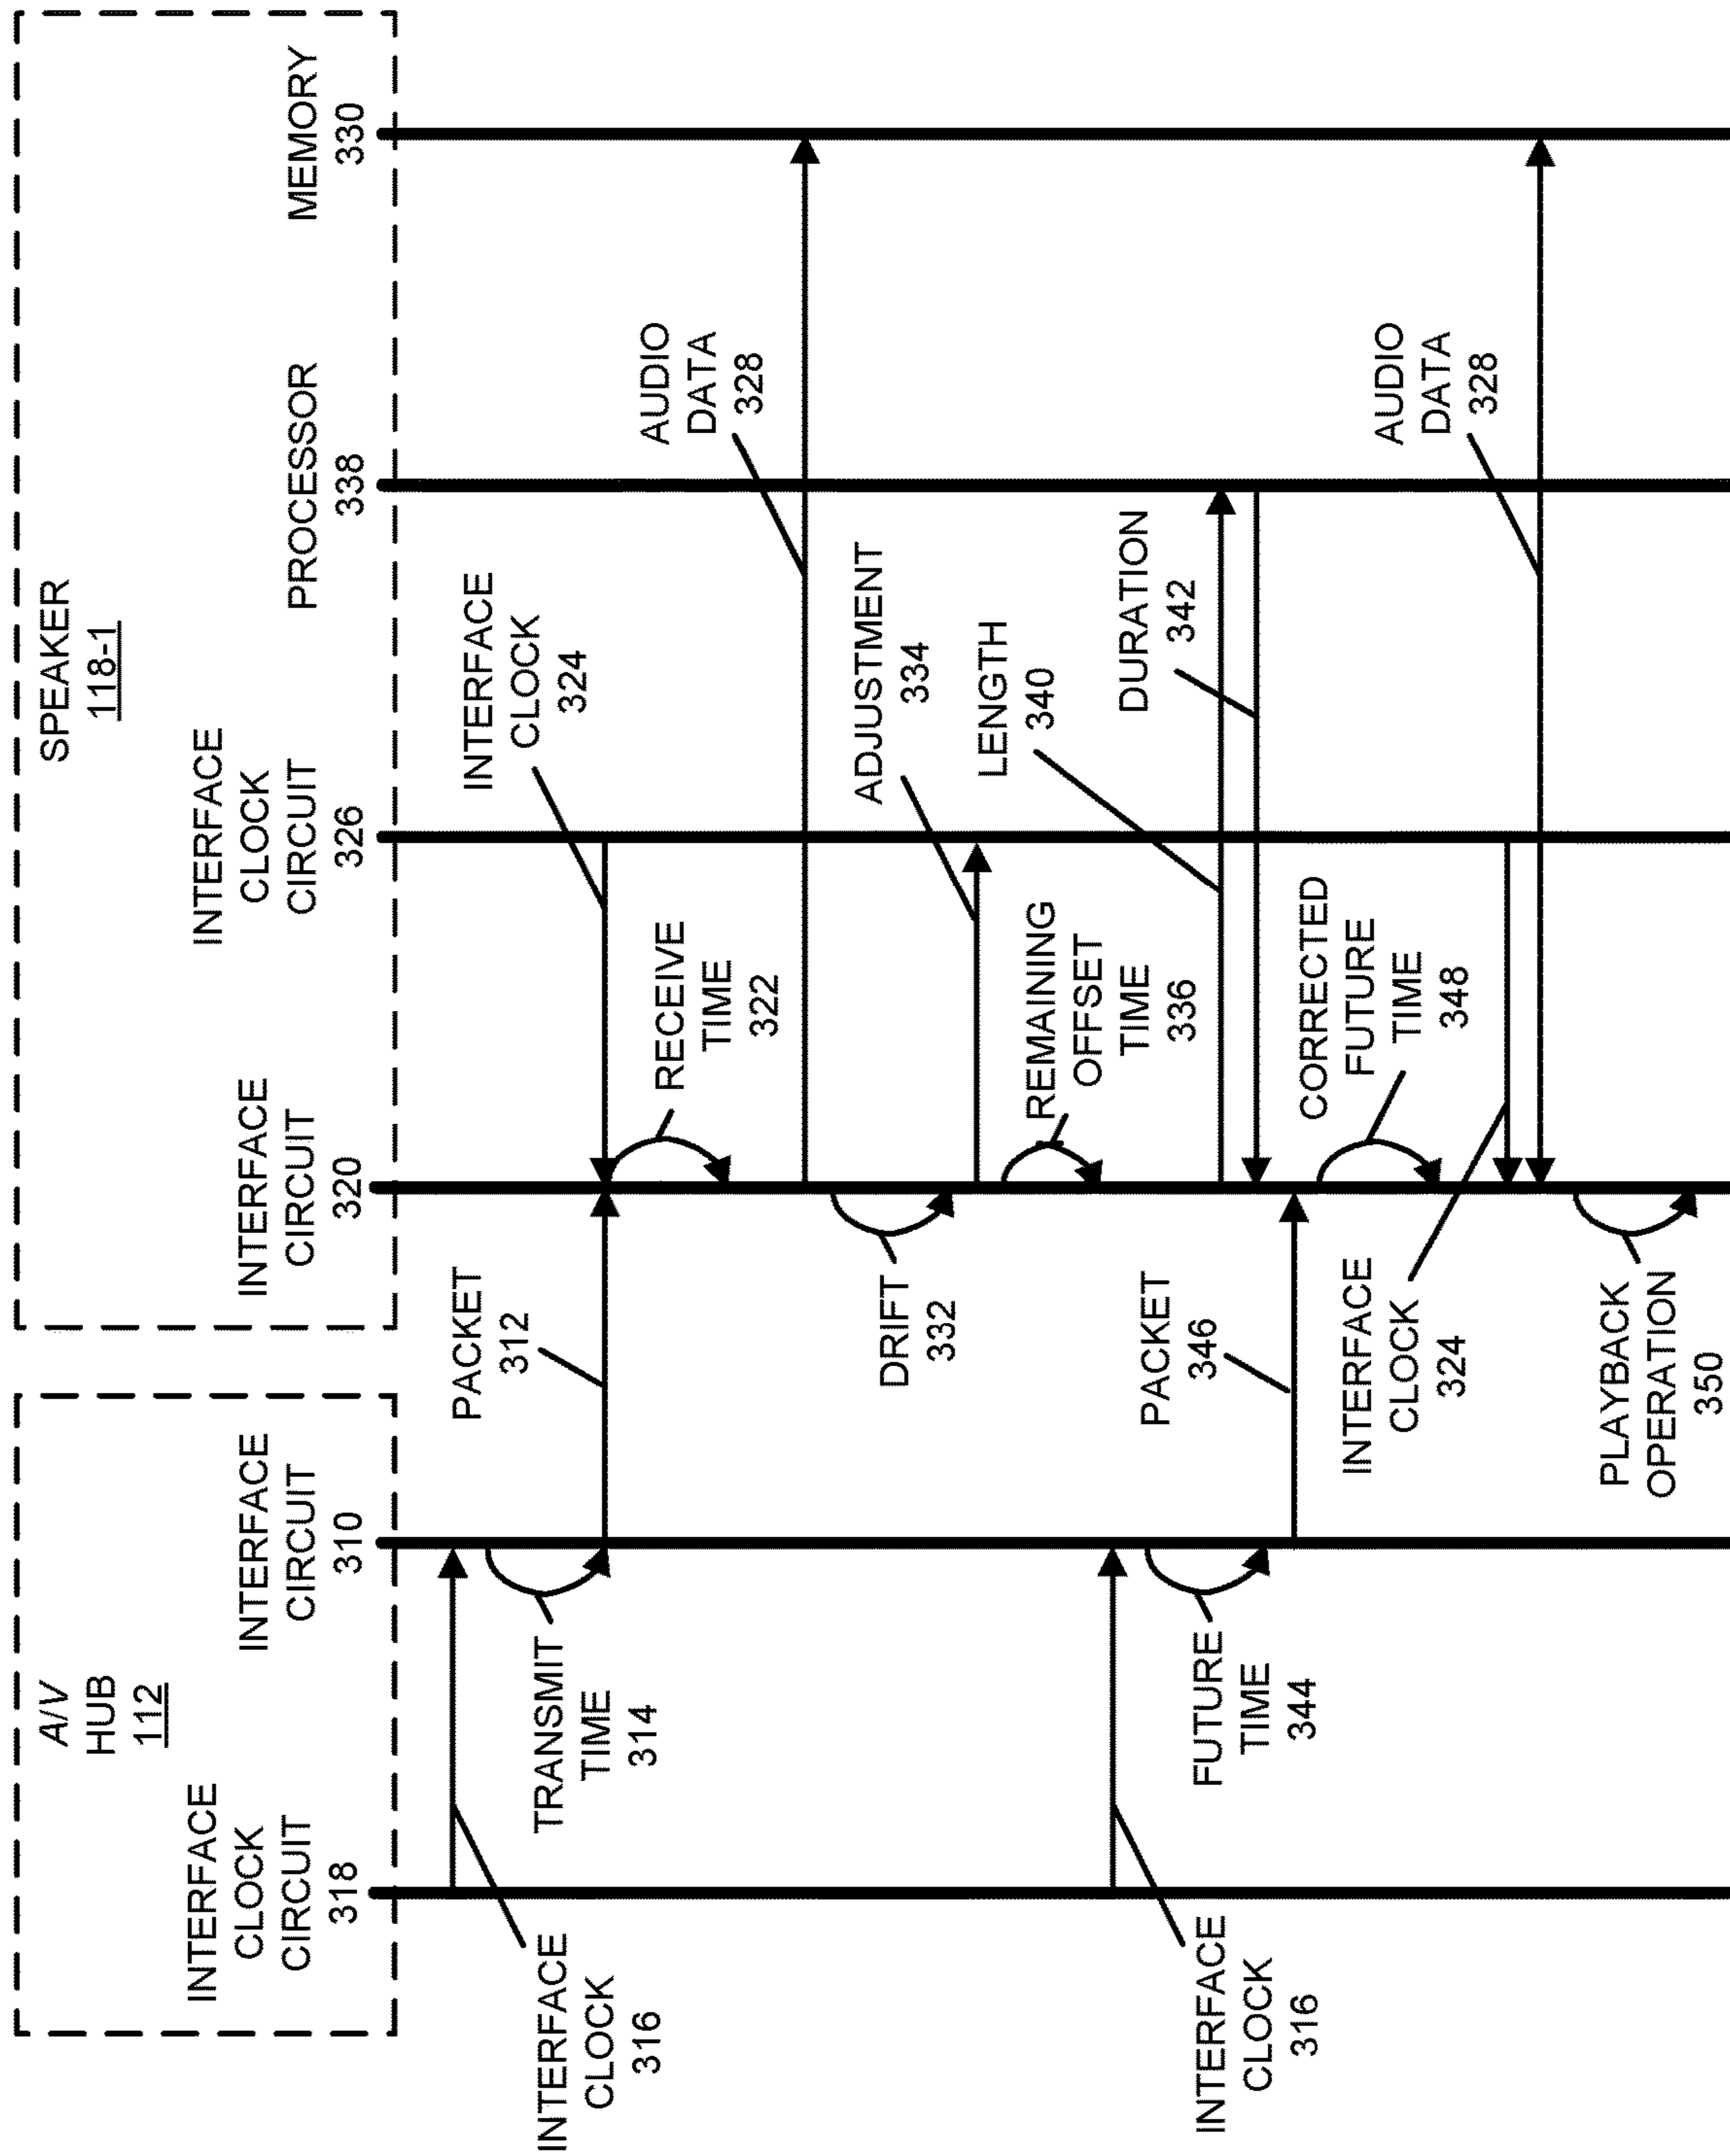 A/V
HUB
112
INTERFACE
CLOCK
CIRCUIT
318
INTERFACE
CIRCUIT
310
SPEAKER
118-1
INTERFACE
CIRCUIT
320
INTERFACE
CLOCK
CIRCUIT
326
PROCESSOR
338
MEMORY
330
INTERFACE
CLOCK
316
TRANSMIT
TIME
314
PACKET
312
INTERFACE
CLOCK
324
RECEIVE
TIME
322
AUDIO
DATA
328
DRIFT
332
ADJUSTMENT
334
REMAINING
OFFSET
TIME
336
LENGTH
340
DURATION
342
INTERFACE
CLOCK
316
FUTURE
TIME
344
PACKET
346
CORRECTED
FUTURE
TIME
348
INTERFACE
CLOCK
324
AUDIO
DATA
328
PLAYBACK
OPERATION
350